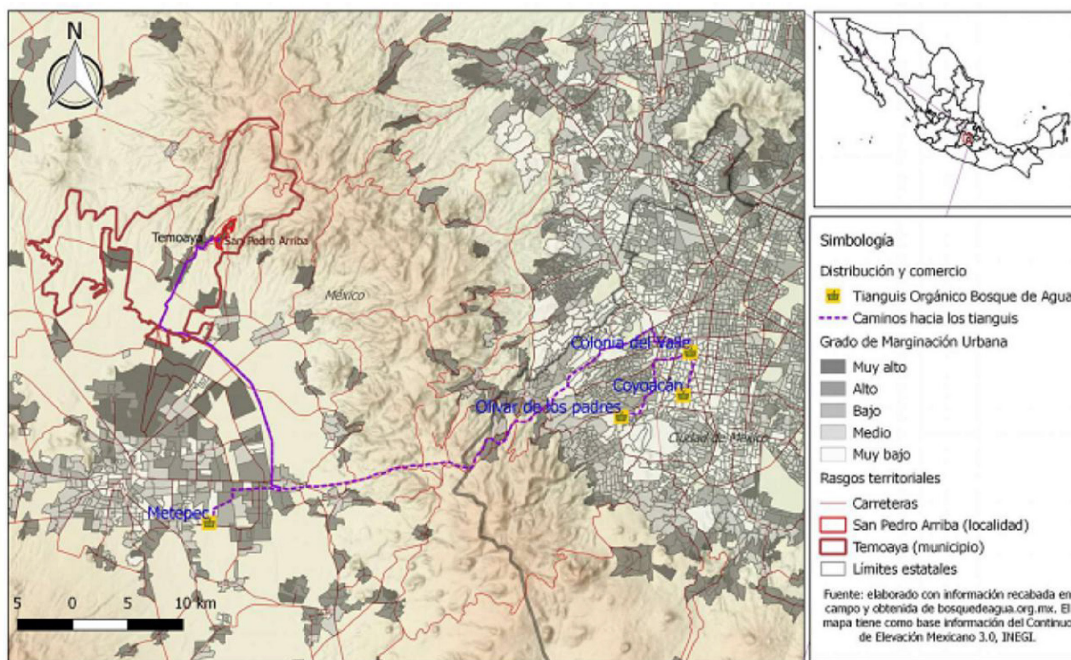 N
Temoaya
San Pedro Arriba
México
Colonia del Valle
Coyoacán
Olivar de los padres
Ciudad de México
Metepec
5 0 5 10 km
Simbología
Distribución y comercio
Tianguis Orgánico Bosque de Agua
Caminos hacia los tianguis
Grado de Marginación Urbana
Muy alto
Alto
Bajo
Medio
Muy bajo
Rasgos territoriales
Carreteras
San Pedro Arriba (localidad)
Temoaya (municipio)
Límites estatales
Fuente: elaborado con información recabada en
campo y obtenida de bosquedeagua.org.mx. El
mapa tiene como base información del Continuo
de Elevación Mexicano 3.0, INEGI.